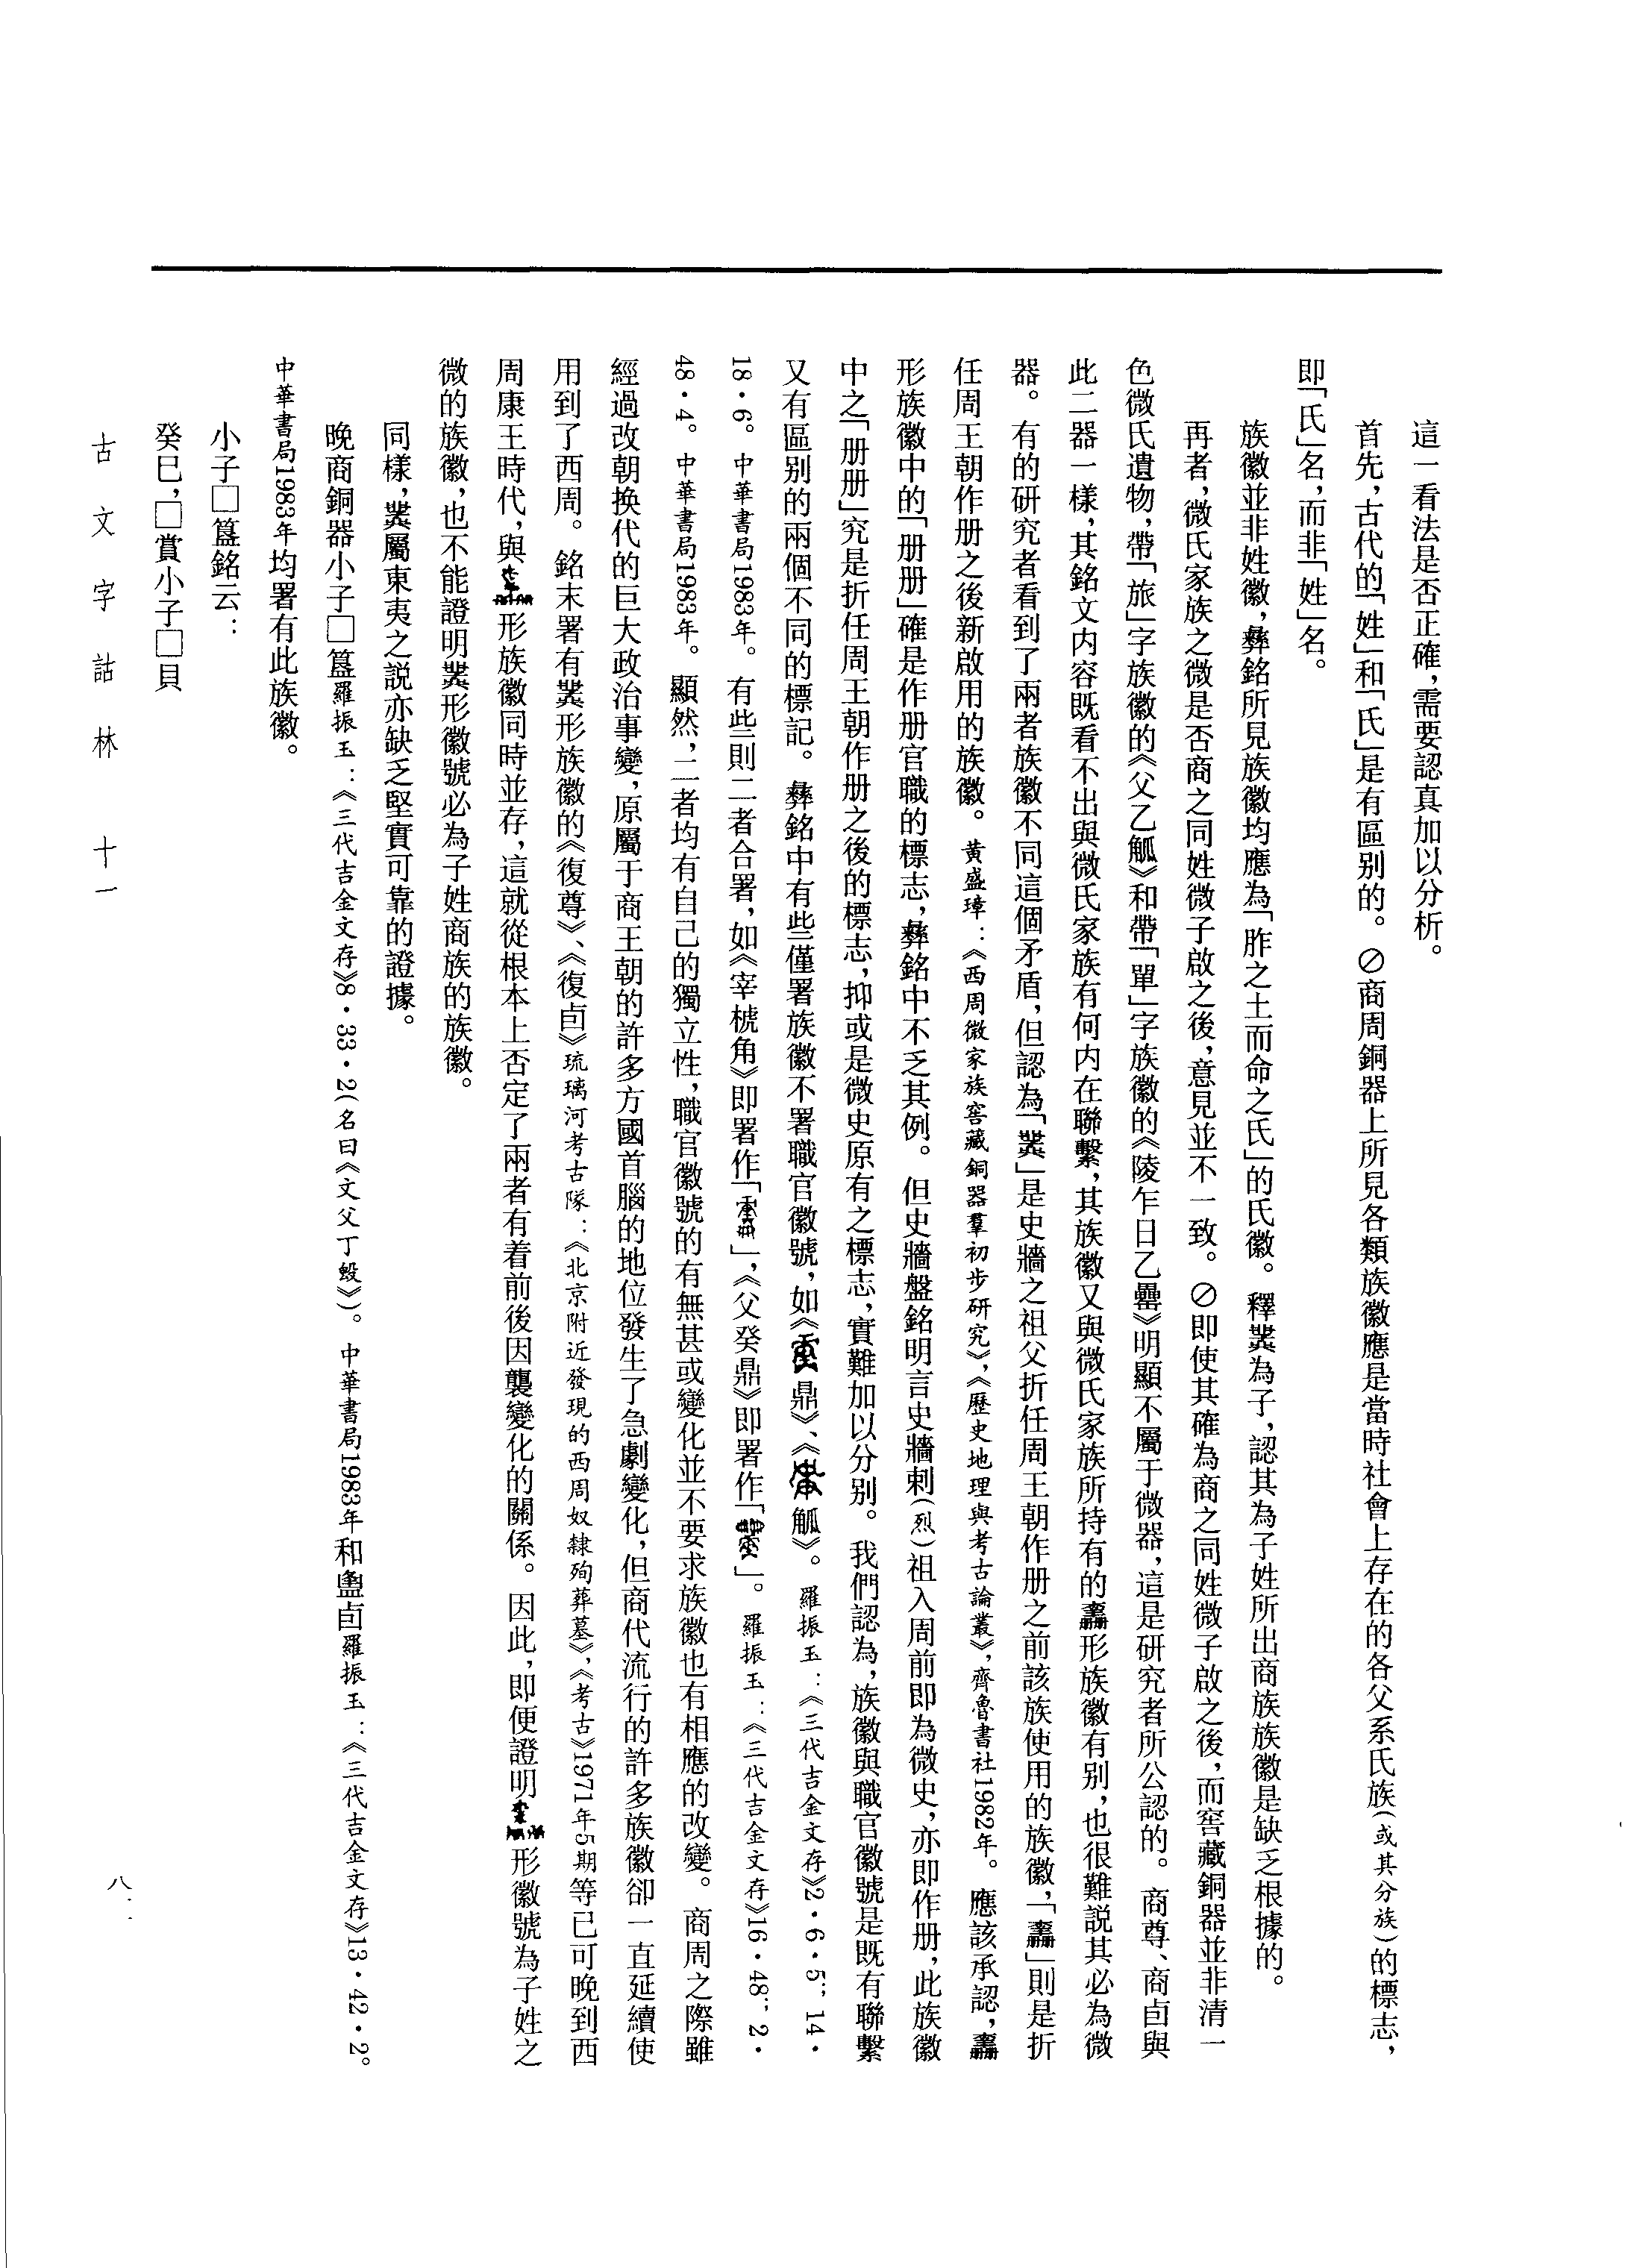 這一看法是否正確，需要認真加以分析。
首先，古代的「姓」和「氏」是有區别的。⊘商周銅器上所見各類族徽應是當時社會上存在的各父系氏族（或其分族）的標志，
即「氏」名，而非「姓」名。
族徽並非姓徽，彝銘所見族徽均應為「胙之土而命之氏」的氏徽。釋為子，認其為子姓所出商族族徽是缺乏根據的。
再者，微氏家族之微是否商之同姓微子啟之後，意見並不一致。⊘即使其確為商之同姓微子啟之後，而窖藏銅器並非清一
色微氏遺物，帶「旅」字族徽的《父乙觚》和帶「單」字族徽的《陵乍日乙罍》明顯不屬于微器，這是研究者所公認的。商尊、商卣與
此二器一樣，其銘文内容既看不出與微氏家族有何内在聯繫，其族徽又與微氏家族所持有的形族徽有别，也很難説其必為微
器。有的研究者看到了兩者族徽不同這個矛盾，但認為「」是史牆之祖父折任周王朝作册之前該族使用的族徽，「」則是折
任周王朝作册之後新啟用的族徽。黃盛璋：《西周微家族窖藏銅器羣初步研究》，《歷史地理與考古論叢》，齊魯書社1982年。應該承認，
形族徽中的「册册」確是作册官職的標志，彝銘中不乏其例。但史牆盤銘明言史牆剌（烈）祖入周前即為微史，亦即作册，此族徽
中之「册册」究是折任周王朝作册之後的標志，抑或是微史原有之標志，實難加以分别。我們認為，族徽與職官徽號是既有聯繫
又有區别的兩個不同的標記。彝銘中有些僅署族徽不署職官徽號，如《鼎》、《觚》。羅振玉：《三代吉金文存》2·6·5；14·
18·6。中華書局1983年。有些則二者合署，如《宰椃角》即署作「」，《父癸鼎》即署作「」。羅振玉：《三代吉金文存》16·48；2·
48·4。中華書局1983年。顯然，二者均有自己的獨立性，職官徽號的有無甚或變化並不要求族徽也有相應的改變。商周之際雖
經過改朝换代的巨大政治事變，原屬于商王朝的許多方國首腦的地位發生了急劇變化，但商代流行的許多族徽卻一直延續使
用到了西周。銘末署有形族徽的《復尊》、《復卣》琉璃河考古隊：《北京附近發現的西周奴隸殉葬墓》，《考古》1971年5期等已可晚到西
周康王時代，與形族徽同時並存，這就從根本上否定了兩者有着前後因襲變化的關係。因此，即便證明形徽號為子姓之
微的族徽，也不能證明形徽號必為子姓商族的族徽。
同樣，屬東夷之説亦缺乏堅實可靠的證據。
晚商銅器小子□簋羅振玉：《三代吉金文存》8·33·2（名曰《文父丁毁》）。中華書局1983年和卣羅振玉：《三代吉金文存》13·42·2。
中華書局1983年均署有此族徽。
小子□簋銘云：
癸巳，□賞小子□貝
古文字詁林 十一